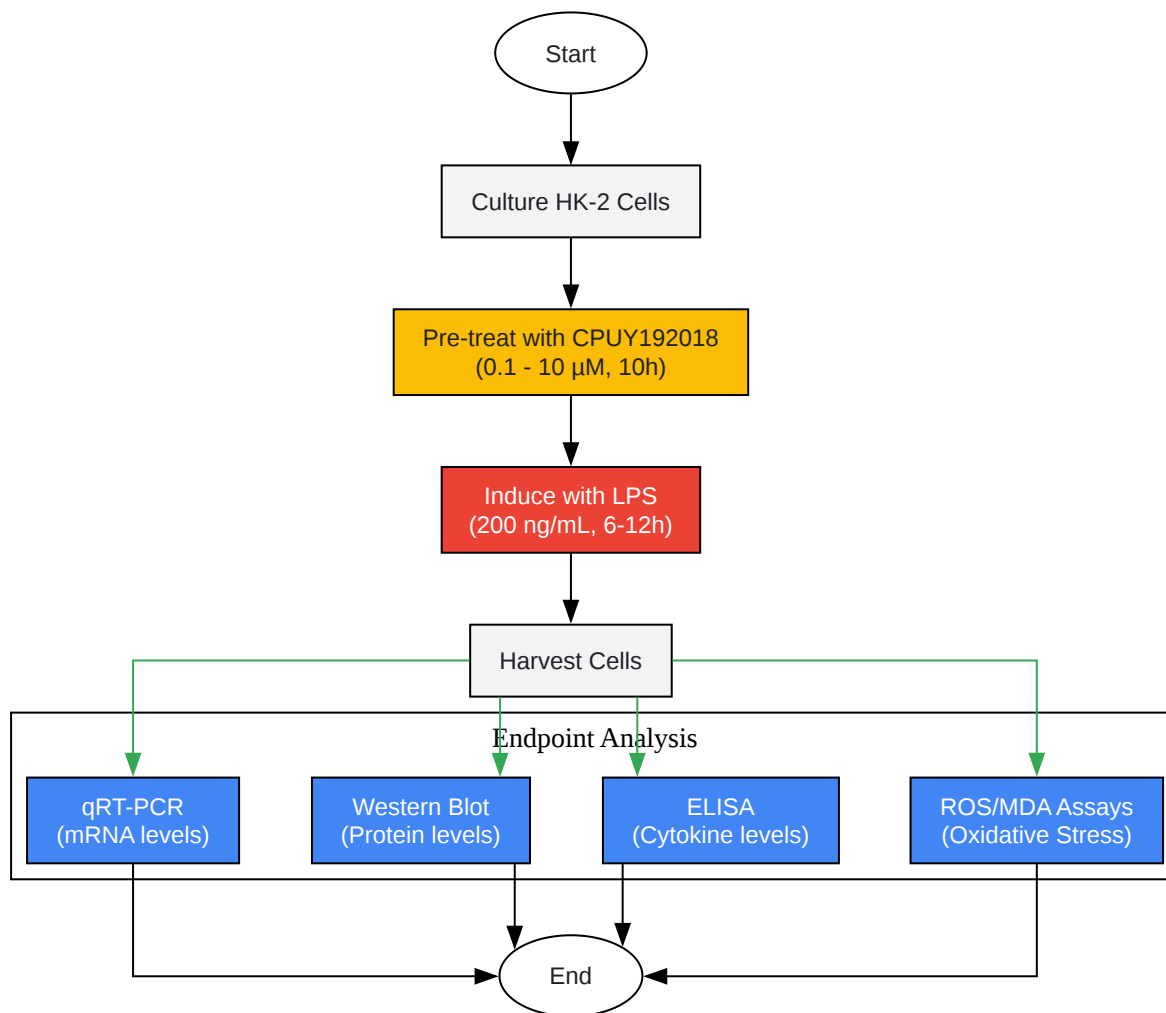 Start
Culture HK-2 Cells
Pre-treat with CPUY192018
(0.1 - 10 µM, 10h)
Induce with LPS
(200 ng/mL, 6-12h)
Harvest Cells
Endpoint Analysis
qRT-PCR
(mRNA levels)
Western Blot
(Protein levels)
ELISA
(Cytokine levels)
ROS/MDA Assays
(Oxidative Stress)
End